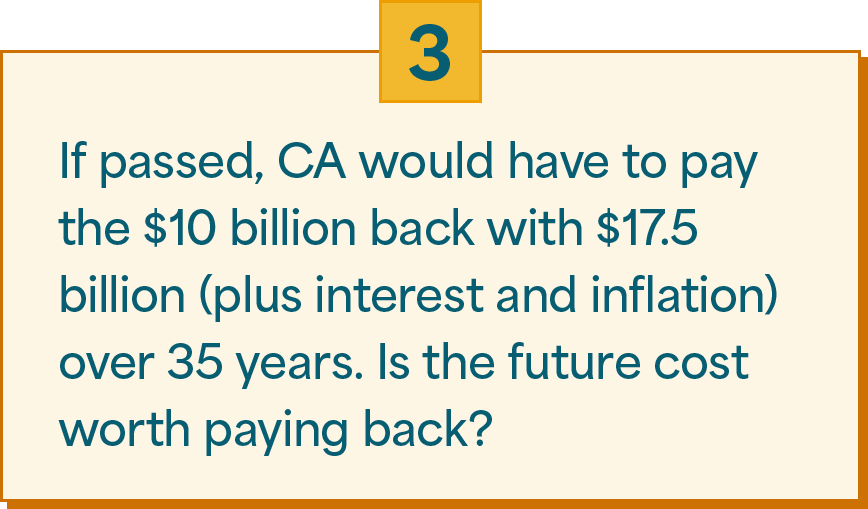 3
If passed, CA would have to pay
the $10 billion back with $17.5
billion (plus interest and inflation)
over 35 years. Is the future cost
worth paying back?